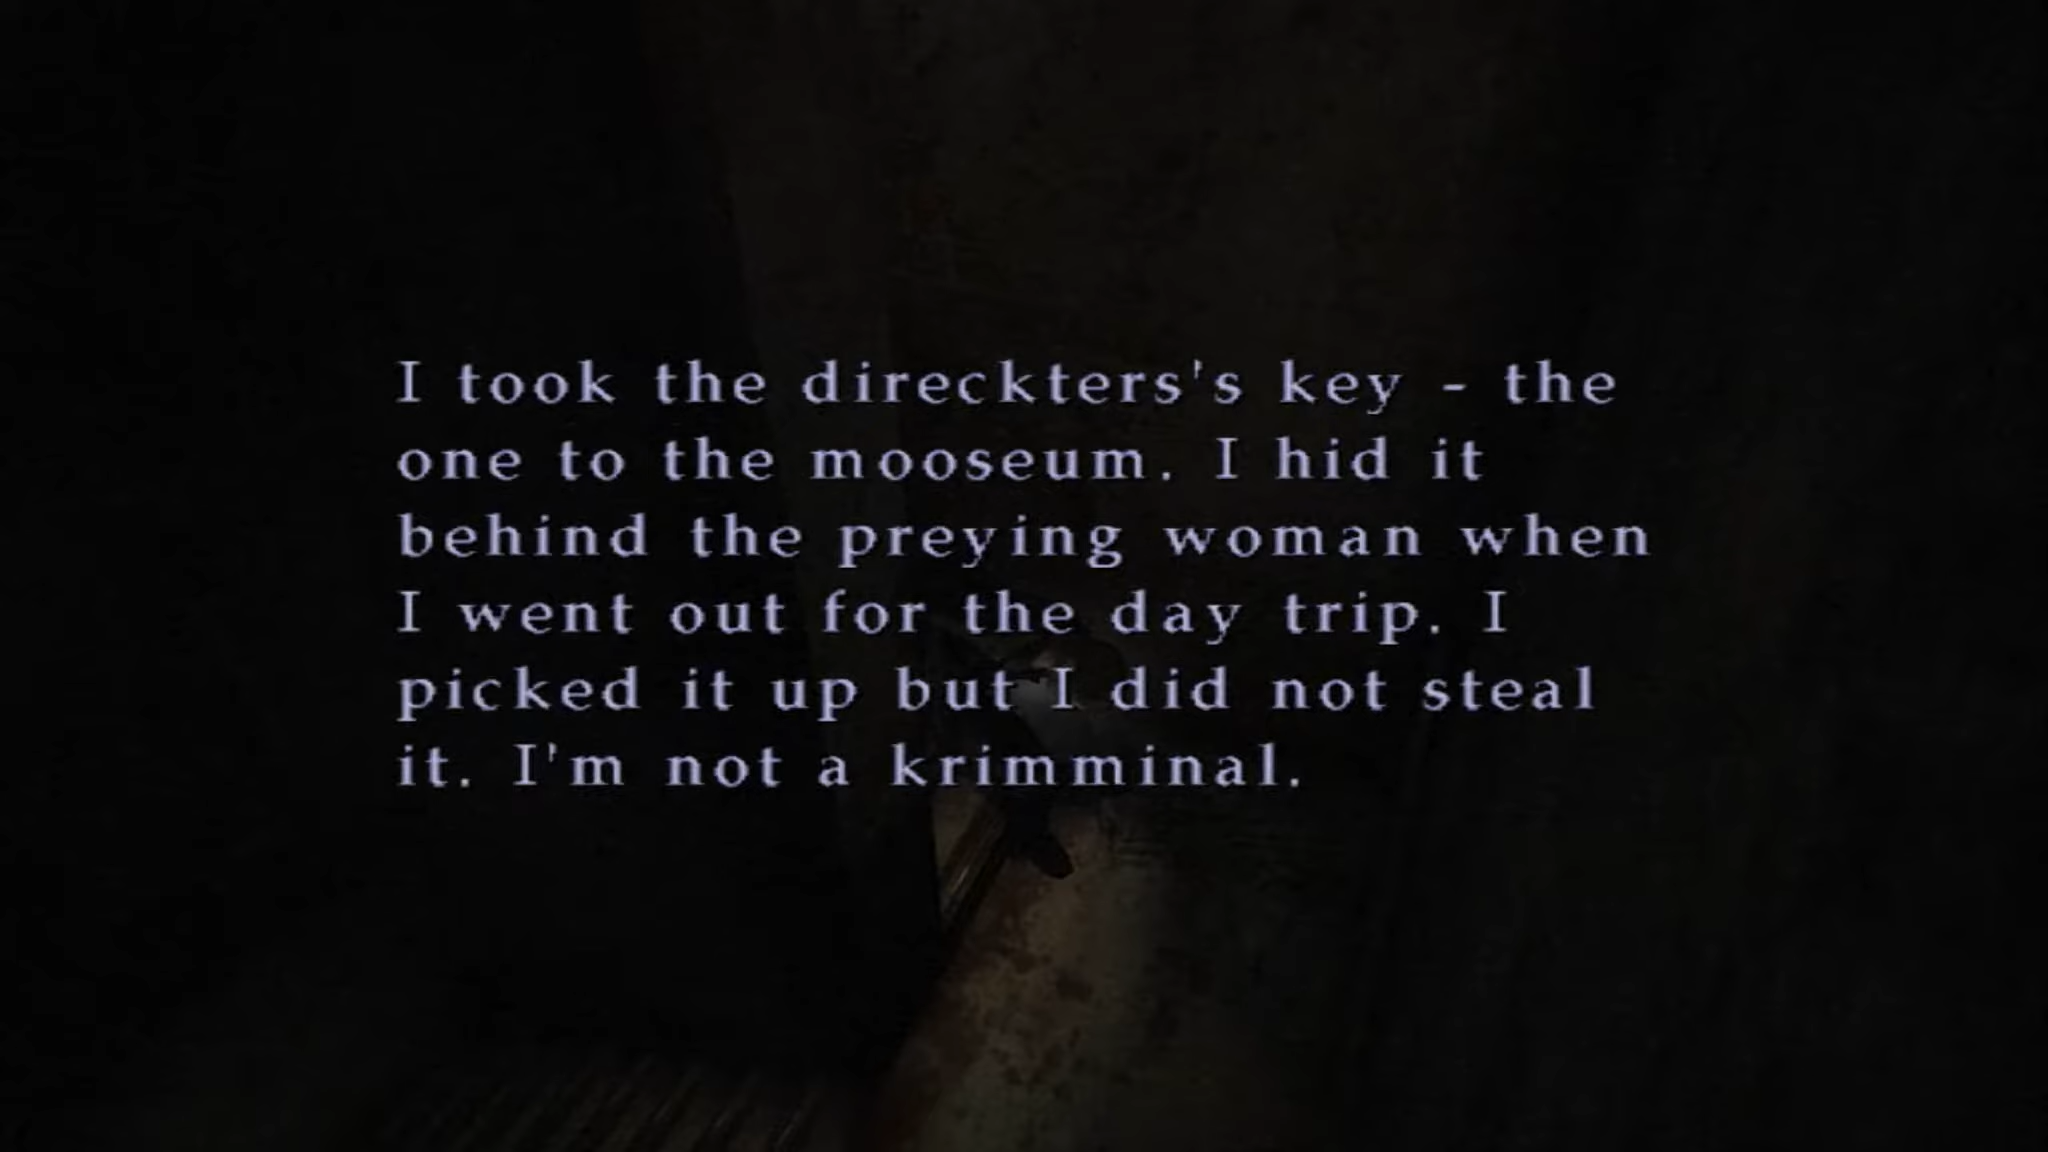 I took the direckters's key - the
one to the mooseum. I hid it
behind the preying woman when
I went out for the day trip. I
picked it up but I did not steal
it. I'm not a krimminal.